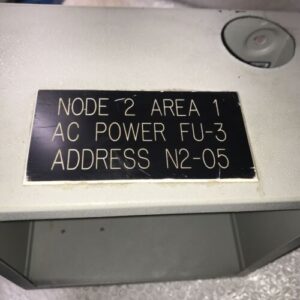 NODE 2 AREA 1
AC POWER FU-3
ADDRESS N2-05